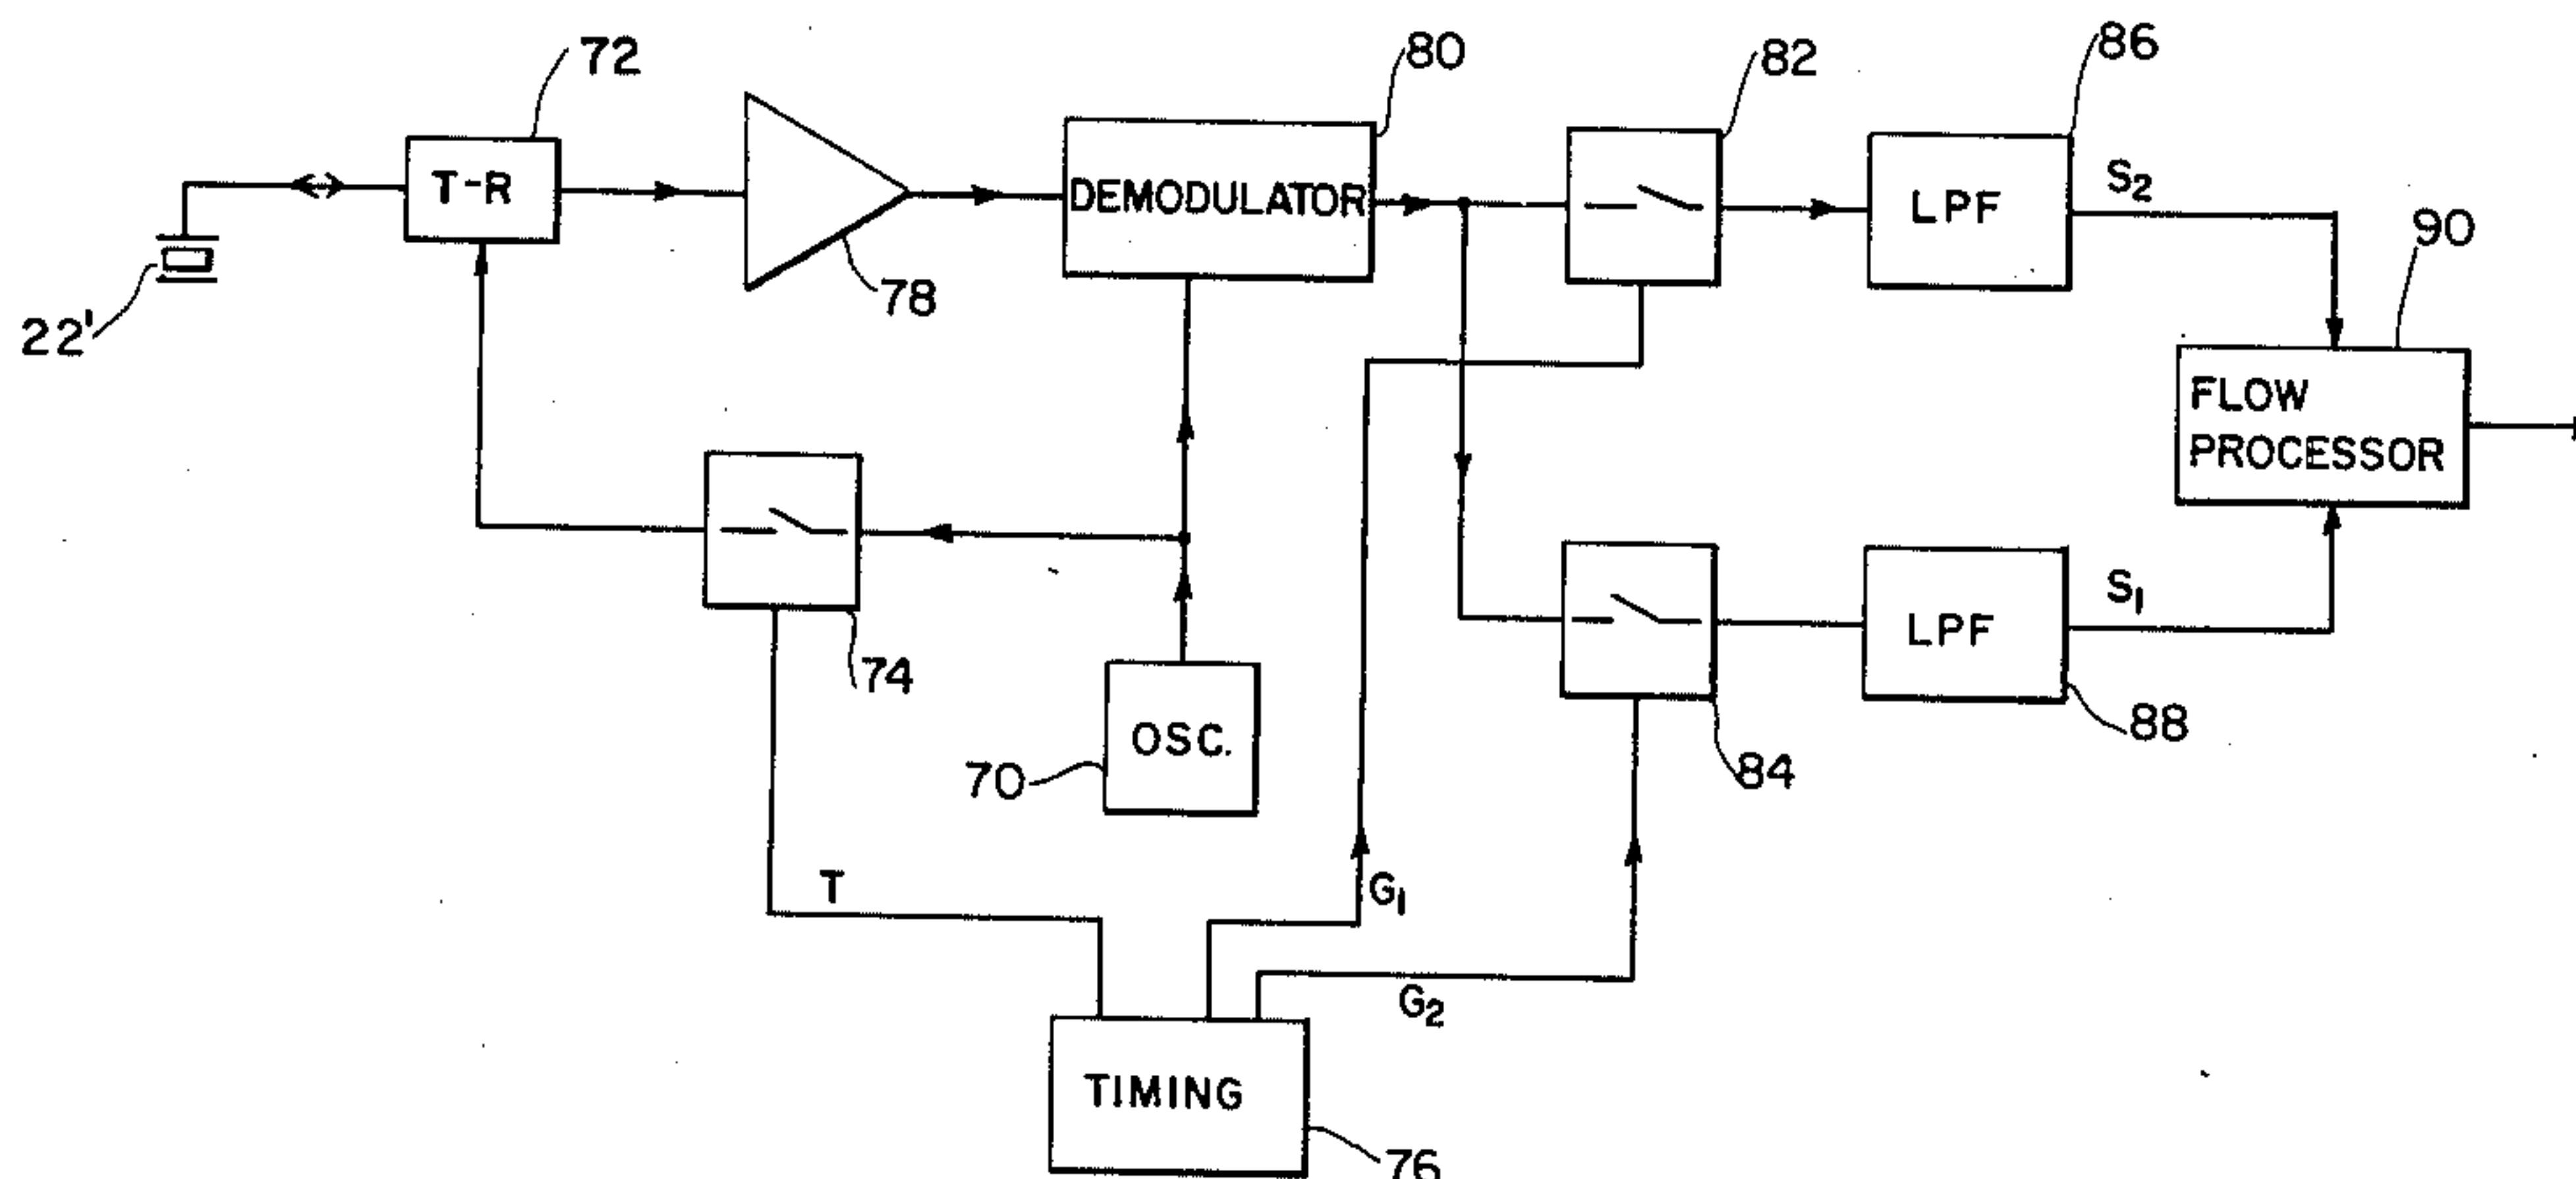 72
80
82
86
T-R
DEMODULATOR
LPF
S2
90
22'
78
FLOW
PROCESSOR
74
OSC.
70
LPF
S1
88
84
T
G1
G2
TIMING
76